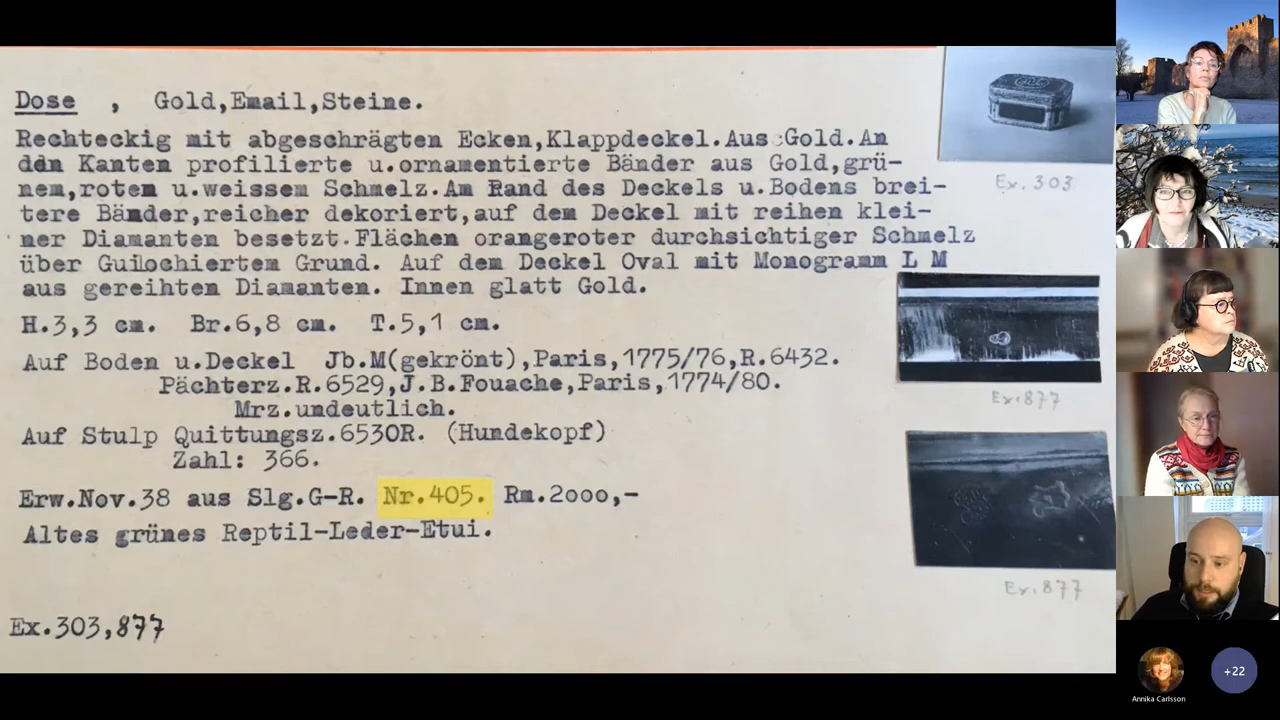 Dose , Gold,Email,Steine.
Rechteckig mit abgeschrägten Ecken,Klappdeckel.Aus Gold.An
den Kanten profilierte u.ornamentierte Bänder aus Gold,grü-
nem,roten u.weissem Schmelz.Am Rand des Deckels u.Bodens brei-
tere Bänder,reicher dekoriert,auf dem Deckel mit reihen klei-
ner Diamanten besetzt.Flächen orangeroter durchsichtiger Schmelz
über Guilochiertem Grund. Auf dem Deckel Oval mit Monogramm L M
aus gereihten Diamanten. Innen glatt Gold.
H.3,3 cm. Br.6,8 cm. T.5,1 cm.
Auf Boden u.Deckel Jb.M(gekrönt),Paris,1775/76,R.6432.
Pächterz.R.6529,J.B.Fouache,Paris,1774/80.
Mrz.undeutlich.
Auf Stulp Quittungsz.6530R. (Hundekopf)
Zahl: 366.
Erw.Nov.38 aus Slg.G-R. Nr.405. Rm.2ooo,-
Altes grünes Reptil-Leder-Etui.
Ex.303,877
Ex.303
Ex.877
Ex.877
Annika Carlsson
+22